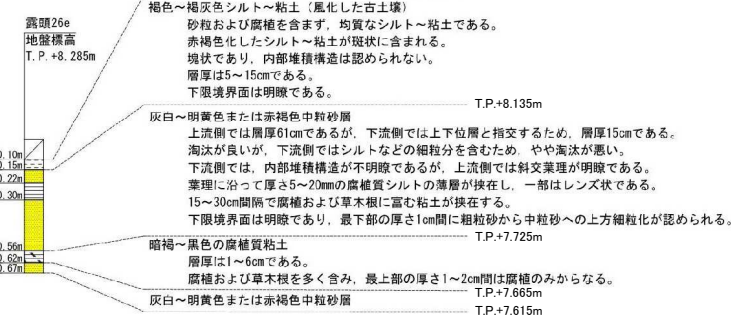 褐色～褐灰色シルト～粘土（風化した古土壌）
砂粒および腐植を含まず，均質なシルト～粘土である。
赤褐色化したシルト～粘土が斑状に含まれる。
塊状であり，内部堆積構造は認められない。
層厚は5～15cmである。
下限境界面は明瞭である。
T.P.+8.135m
露頭26e
地盤標高
T.P.+8.285m
灰白～明黄色または赤褐色中粒砂層
上流側では層厚61cmであるが，下流側では上下位層と指交するため，層厚15cmである。
淘汰が良いが，下流側ではシルトなどの細粒分を含むため，やや淘汰が悪い。
下流側では，内部堆積構造が不明瞭であるが，上流側では斜交葉理が明瞭である。
葉理に沿って厚さ5～20mmの腐植質シルトの薄層が挟在し，一部はレンズ状である。
15～30cm間隔で腐植および草木根に富む粘土が挟在する。
下限境界面は明瞭であり，最下部の厚さ1cm間に粗粒砂から中粒砂への上方細粒化が認められる。
T.P.+7.725m
0.10m
0.15m
0.22m
0.30m
0.56m
0.62m
0.67m
暗褐～黒色の腐植質粘土
層厚は1～6cmである。
腐植および草木根を多く含み，最上部の厚さ1～2cm間は腐植のみからなる。
T.P.+7.665m
灰白～明黄色または赤褐色中粒砂層
T.P.+7.615m